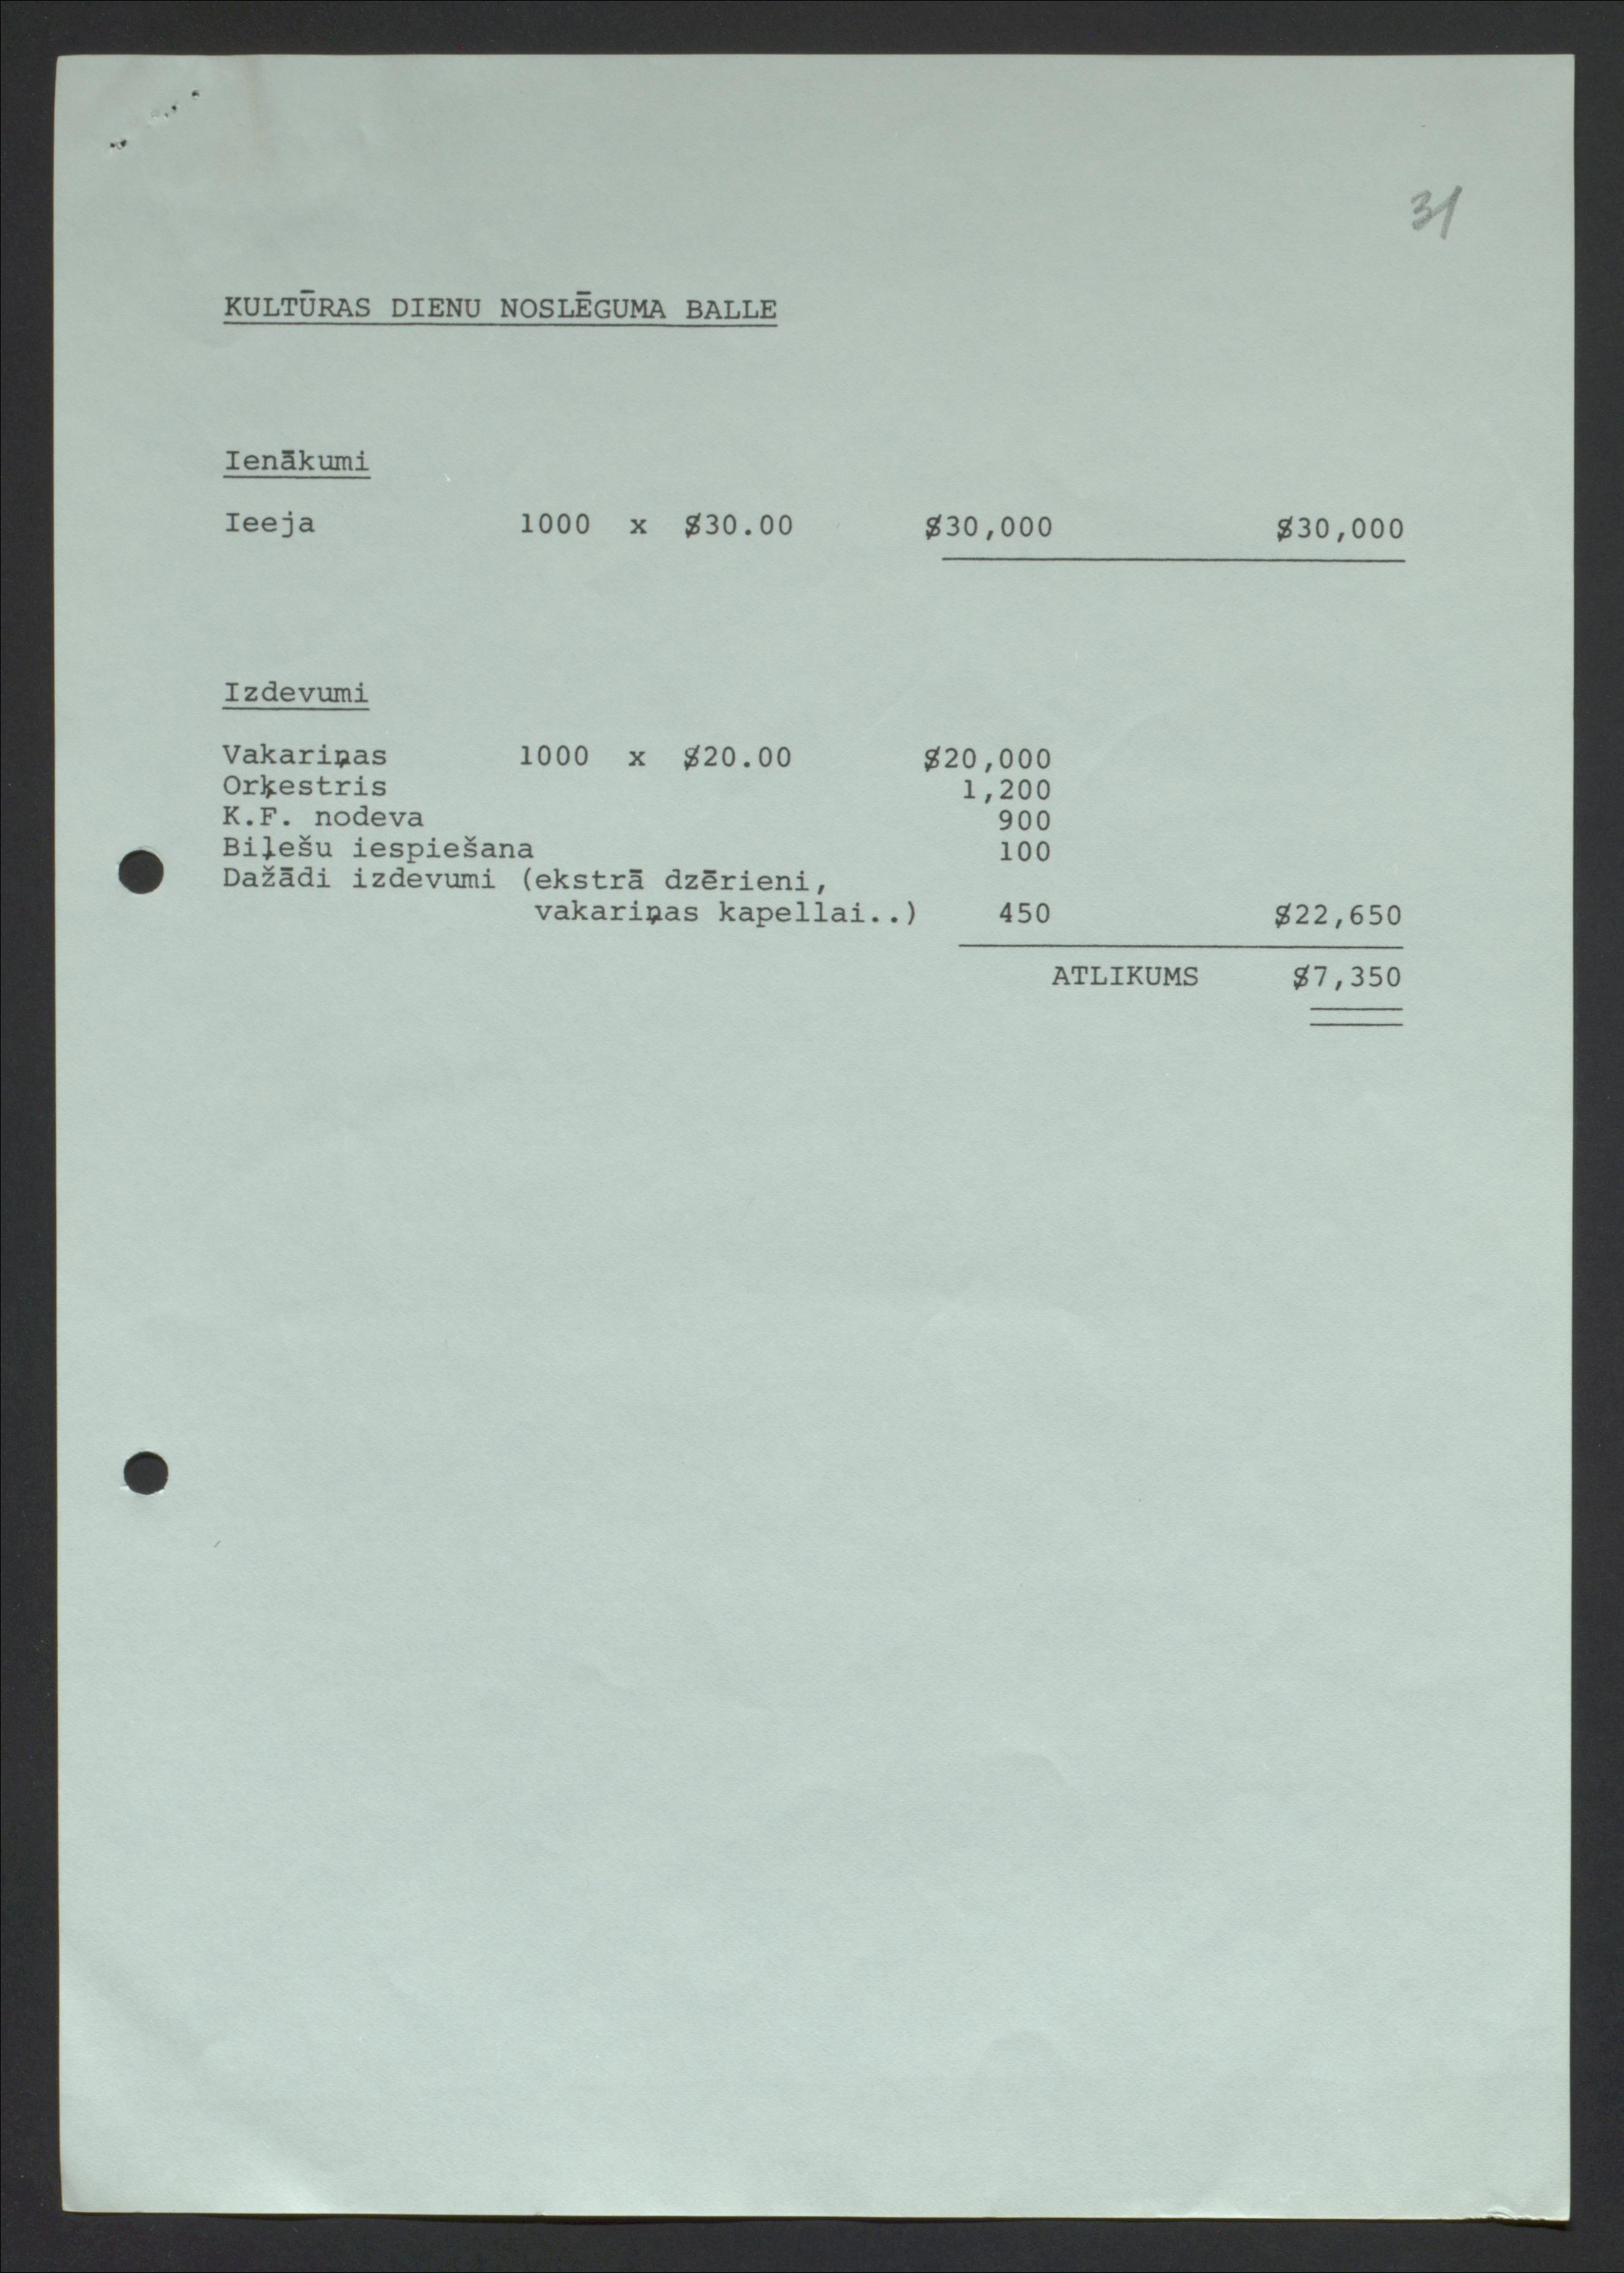 31
KULTŪRAS DIENU NOSLĒGUMA BALLE
Ienākumi
Ieeja 1000 x $30.00 $30,000 $30,000
Izdevumi
Vakariņas 1000 x $20.00 $20,000
Orķestris 1,200
K.F. nodeva 900
Biļešu iespiešana 100
Dažādi izdevumi (ekstrā dzērieni,
vakariņas kapellai..) 450 $22,650
ATLIKUMS $7,350